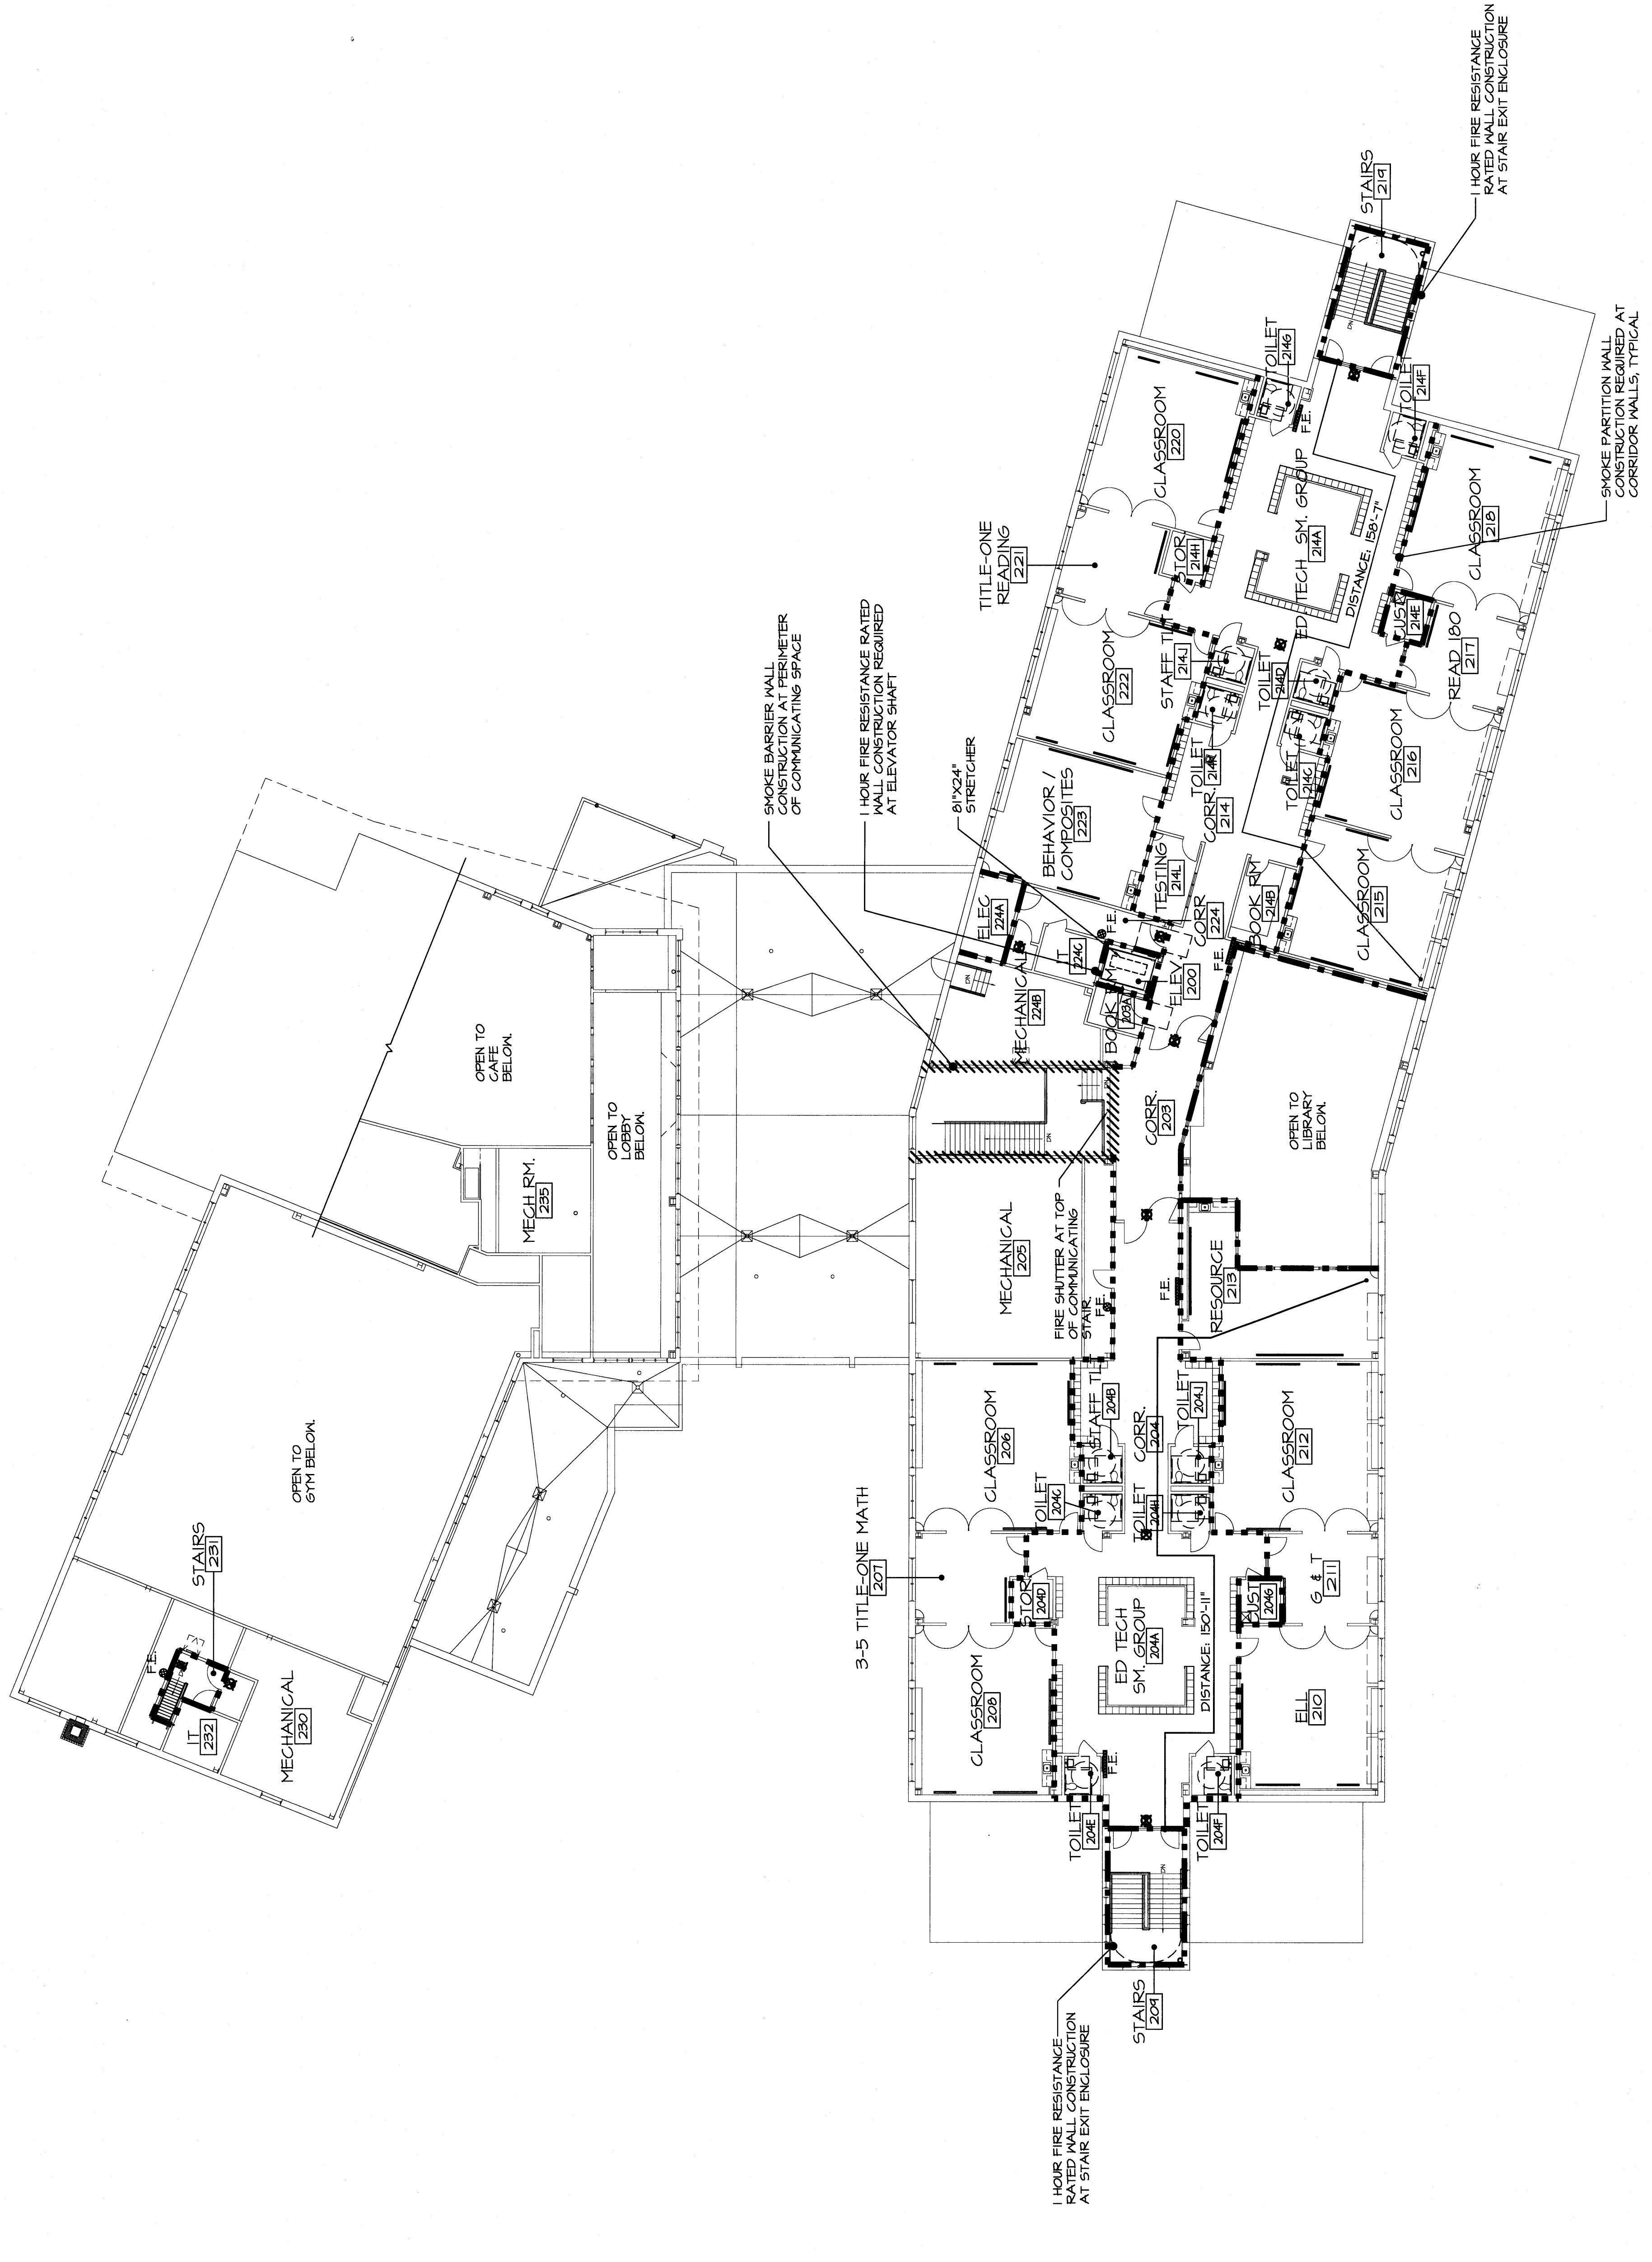 1 HOUR FIRE RESISTANCE
RATED WALL CONSTRUCTION
AT STAIR EXIT ENCLOSURE
STAIRS
219
SMOKE PARTITION WALL
CONSTRUCTION REQUIRED AT
CORRIDOR WALLS, TYPICAL
TOILET
214G
F.E.
TOILET
214F
CLASSROOM
220
CLASSROOM
218
ED TECH SM. GROUP
214A
DISTANCE: 158'-7"
TITLE-ONE
READING
221
STOR
214H
CUST
214E
READ 180
217
CLASSROOM
222
STAFF TLT
214J
TOILET
214D
CLASSROOM
216
TOILET
214K
TOILET
214C
CORR.
214
BEHAVIOR /
COMPOSITES
223
TESTING
214L
BOOK RM
214B
CLASSROOM
215
SMOKE BARRIER WALL
CONSTRUCTION AT PERIMETER
OF COMMUNICATING SPACE
1 HOUR FIRE RESISTANCE RATED
WALL CONSTRUCTION REQUIRED
AT ELEVATOR SHAFT
81"X24"
STRETCHER
ELEC
224A
F.E.
CORR
224
F.E.
IT
224C
ELEV
200
MECHANICAL
224B
BOOK RM
203A
CORR.
203
OPEN TO
LIBRARY
BELOW.
OPEN TO
CAFE
BELOW.
OPEN TO
LOBBY
BELOW.
MECH RM.
235
DN
DN
DN
MECHANICAL
205
FIRE SHUTTER AT TOP
OF COMMUNICATING
STAIR.
F.E.
F.E.
RESOURCE
213
OPEN TO
GYM BELOW.
CLASSROOM
206
STAFF TL
204B
CORR.
204
TOILET
204J
CLASSROOM
212
TOILET
204C
TOILET
204H
3-5 TITLE-ONE MATH
207
STOR
204D
CUST
204G
G & T
211
CLASSROOM
208
ED TECH
SM. GROUP
204A
DISTANCE: 150'-11"
ELL
210
F.E.
TOILET
204E
TOILET
204F
STAIRS
231
F.E.
IT
232
MECHANICAL
230
DN
DN
STAIRS
209
1 HOUR FIRE RESISTANCE
RATED WALL CONSTRUCTION
AT STAIR EXIT ENCLOSURE